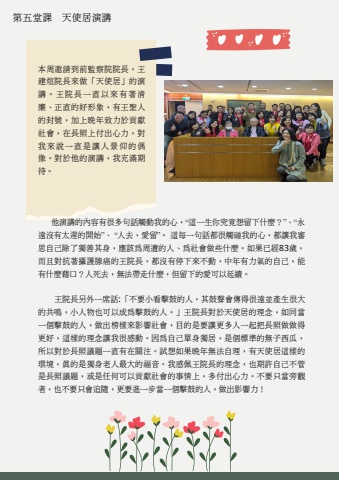 第五堂課　天使居演講
本周邀請到前監察院院長，王
建煊院長來做「天使居」的演
講。王院長一直以來有著清
廉、正直的好形象，有王聖人
的封號，加上晚年致力於貢獻
社會，在長照上付出心力，對
我來說一直是讓人景仰的偶
像。對於他的演講，我充滿期
待。
他演講的內容有很多句話觸動我的心，“這一生你究竟想留下什麼？”、“永
遠沒有太遲的開始”、 “人去，愛留”。 這每一句話都很觸碰我的心，都讓我審
思自己除了獨善其身，應該爲周遭的人、爲社會做些什麼。如果已經83歲，
而且對抗著攝護腺癌的王院長，都沒有停下來不動，中年有力氣的自己，能
有什麼藉口？人死去，無法帶走什麼，但留下的愛可以延續。
王院長另外一席話:「不要小看擊鼓的人，其鼓聲會傳得很遠並產生很大
的共鳴，小人物也可以成爲擊鼓的人。」王院長對於天使居的理念，如同當
一個擊鼓的人，做出榜樣來影響社會，目的是要讓更多人一起把長照做做得
更好，這樣的理念讓我很感動。因爲自己單身獨居，是個標準的無子西瓜，
所以對於長照議題一直有在關注。試想如果晚年無法自理，有天使居這樣的
環境，眞的是獨身老人最大的福音。我感佩王院長的理念，也期許自己不管
是長照議題，或是任何可以貢獻社會的事情上，多付出心力。不要只當旁觀
者，也不要只會追隨，更要進一步當一個擊鼓的人，做出影響力！